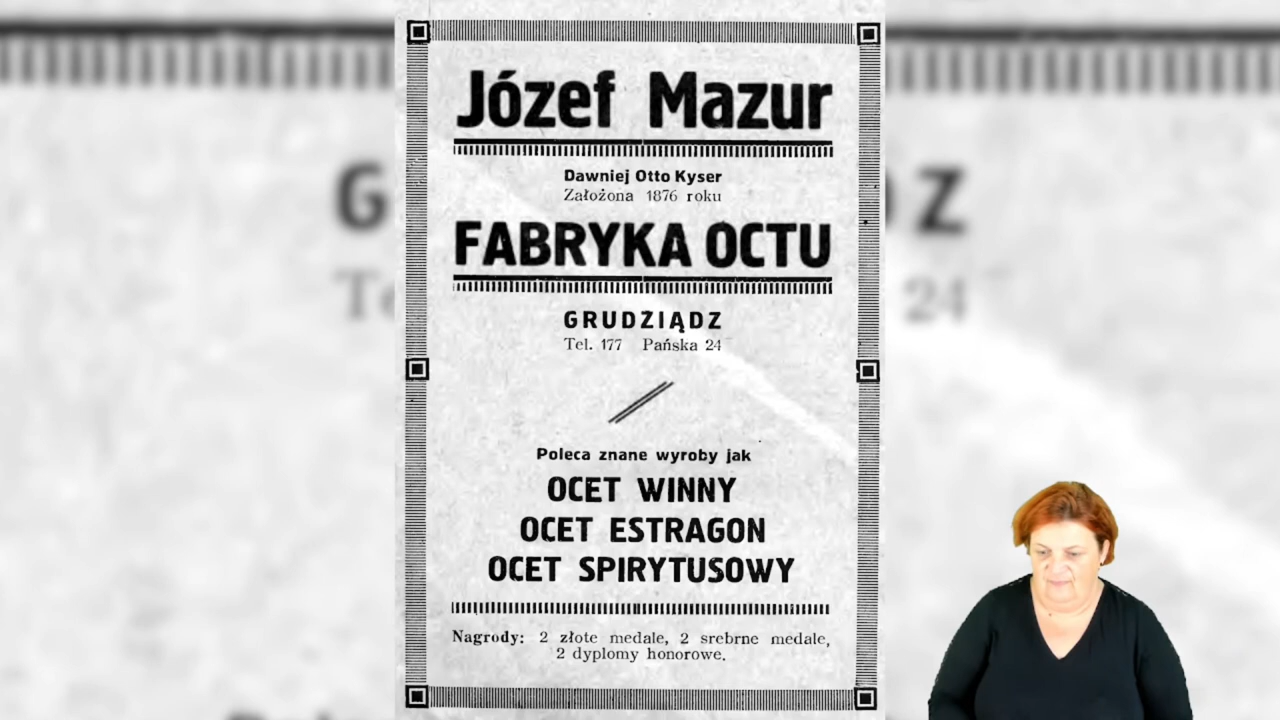 Józef Mazur
Dawniej Otto Kyser
Założona 1876 roku
FABRYKA OCTU
GRUDZIĄDZ
Tel. 177 Pańska 24
Poleca znane wyroby jak
OCET WINNY
OCET ESTRAGON
OCET SPIRYTUSOWY
Nagrody: 2 złote medale, 2 srebrne medale,
2 dyplomy honorowe.